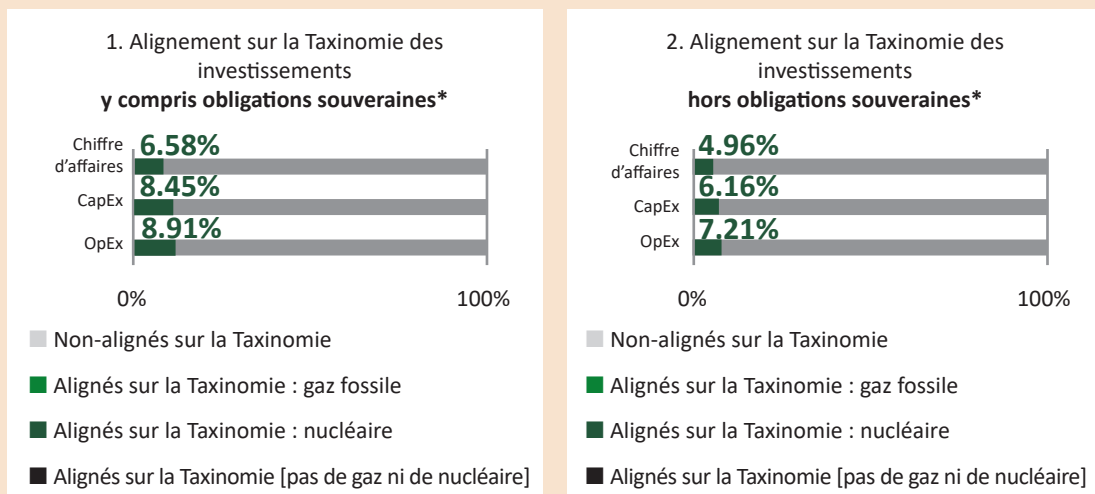 1. Alignement sur la Taxinomie des
investissements
y compris obligations souveraines*
Chiffre
d'affaires
6.58%
CapEx
8.45%
OpEx
8.91%
0%
100%
Non-alignés sur la Taxinomie
Alignés sur la Taxinomie : gaz fossile
Alignés sur la Taxinomie : nucléaire
Alignés sur la Taxinomie [pas de gaz ni de nucléaire]
2. Alignement sur la Taxinomie des
investissements
hors obligations souveraines*
Chiffre
d'affaires
4.96%
CapEx
6.16%
OpEx
7.21%
0%
100%
Non-alignés sur la Taxinomie
Alignés sur la Taxinomie : gaz fossile
Alignés sur la Taxinomie : nucléaire
Alignés sur la Taxinomie [pas de gaz ni de nucléaire]